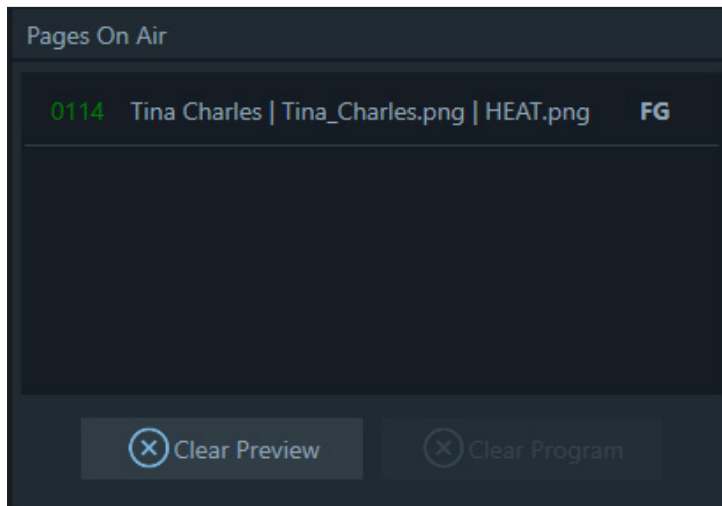 Pages On Air
0114 Tina Charles | Tina_Charles.png | HEAT.png FG
Clear Preview Clear Program